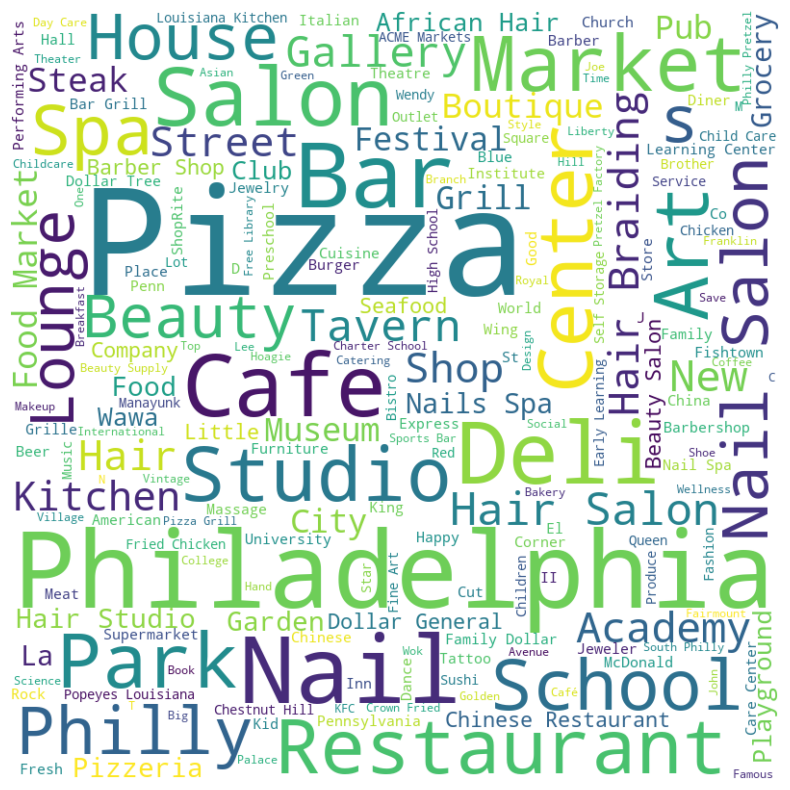 Day Care
Louisiana Kitchen
Italian
African Hair
Church
Pub
Performing Arts
Hall
House
ACME Markets
Barber
Philly Pretzel
Theater
Asian
Green
Gallery
Theatre
Market
Joe
Time
Grocery
Steak
Salon
Wendy
Diner
M
Bar Grill
Outlet
Boutique
Style
Square
Liberty
s
Child Care
Spa
Street
Festival
Learning Center
Childcare
Barber Shop
Club
Bar
Blue
Institute
Hill
Brother
Dollar Tree
Jewelry
Branch
Grill
Service
One
ShopRite
Free Library
Preschool
Pizza
Center
Self Storage
Pretzel Factory
Hair Braiding
Art
Co
Chicken
Franklin
Nail Salon
Food Market
Lounge
Place
Lot
Cuisine
Burger
High School
Good
Store
Penn
D
Royal
Save
Breakfast
Beauty
Seafood
World
Tavern
Wing
Family
Company
Top
Lee
Hoagie
Charter School
St
Design
Fishtown
Beauty Supply
Catering
Cafe
Shop
Early Learning
Beauty Salon
New
Coffee
C
Makeup
Food
Manayunk
Bistro
Nails Spa
China
Wawa
Little
Museum
Express
Social
Barbershop
Grille
International
Sports Bar
Red
Beer
Music
Hair
Furniture
Studio
Deli
Shoe
Nail Spa
N
Vintage
Kitchen
Massage
King
Bakery
Wellness
Village
Pizza Grill
City
Hair Salon
American
University
Happy
El
Corner
Fried Chicken
Queen
Fashion
College
Star
Fine Art
Philadelphia
Cut
Children
II
Produce
Meat
Hand
Fairmount
Hair Studio
Garden
Dollar General
Academy
Supermarket
Chinese
Family Dollar
Avenue
Jeweler
South Philly
La
Park
Nail
Wok
Dance
Tattoo
McDonald
Science
Book
Inn
Sushi
School
Care Center
Playground
Rock
Popeyes Louisiana
Chestnut Hill
KFC
Crown Fried
Golden
Café
John
T
Big
Kid
Pennsylvania
Chinese Restaurant
Philly
Restaurant
Fresh
Pizzeria
Palace
Famous